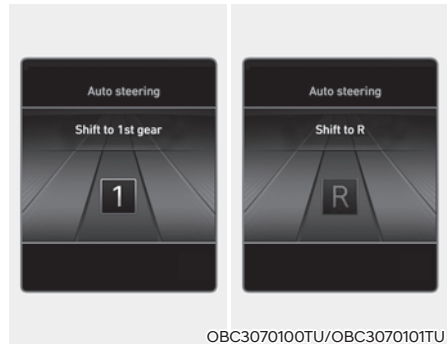 Auto steering
Shift to 1st gear
1
Auto steering
Shift to R
R
OBC3070100TU/OBC3070101TU